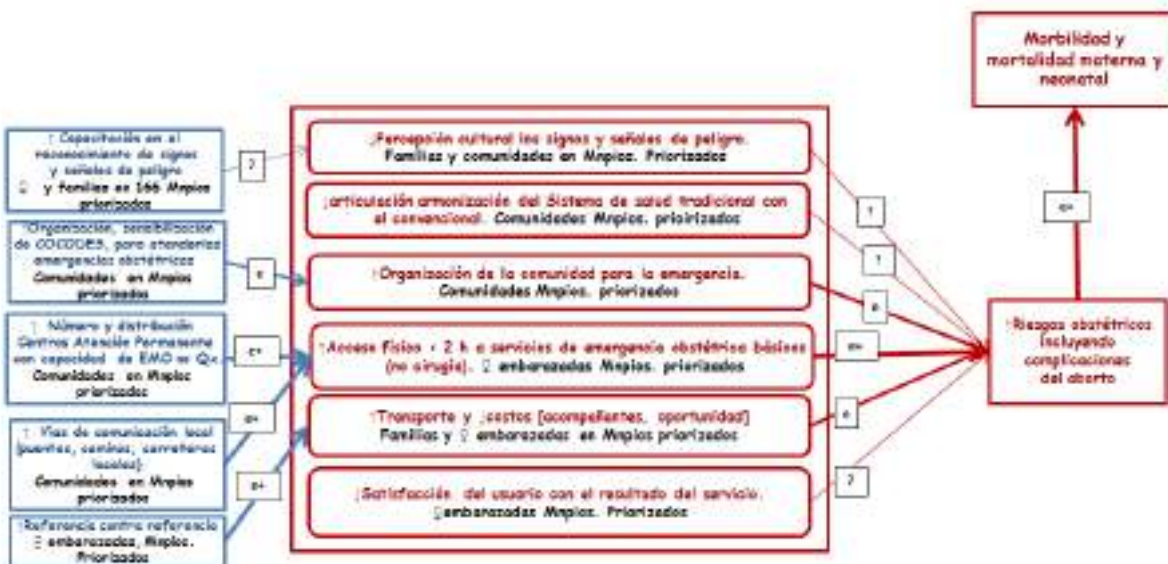 Morbilidad y
mortalidad materna y
neonatal
↑ Capacitación en el
reconocimiento de signos
y señales de peligro
♀ y familias en 166 Mnpios
priorizados
?
↑Organización, sensibilización
de COCODES, para atenderlas
emergencias obstétricas
Comunidades en Mnpios
priorizados
e
↑ Número y distribución
Centros Atención Permanente
con capacidad de EMO no Qx.
Comunidades en Mnpios
priorizados
e+
↑ Vías de comunicación local
[puentes, caminos, carreteras
locales].
Comunidades en Mnpios
priorizados
e+
↑Referencia contra referencia
♀ embarazadas, Mnpios.
Priorizados
e+
↓Percepción cultural los signos y señales de peligro.
Familias y comunidades en Mnpios. Priorizados
↓articulación armonización del Sistema de salud tradicional con
el convencional. Comunidades Mnpios. prioirizados
↑Organización de la comunidad para la emergencia.
Comunidades Mnpios. priorizados
↑Acceso físico < 2 h a servicios de emergencia obstétrica básicos
(no cirugía). ♀ embarazadas Mnpios. priorizados
↑Transporte y ↓costos [acompañantes, oportunidad]
Familias y ♀ embarazadas en Mnpios priorizados
↓Satisfacción del usuario con el resultado del servicio.
♀embarazadas Mnpios. Priorizados
?
?
e
e+
e
?
e+
↑Riesgos obstétricos
incluyendo
complicaciones
del aborto